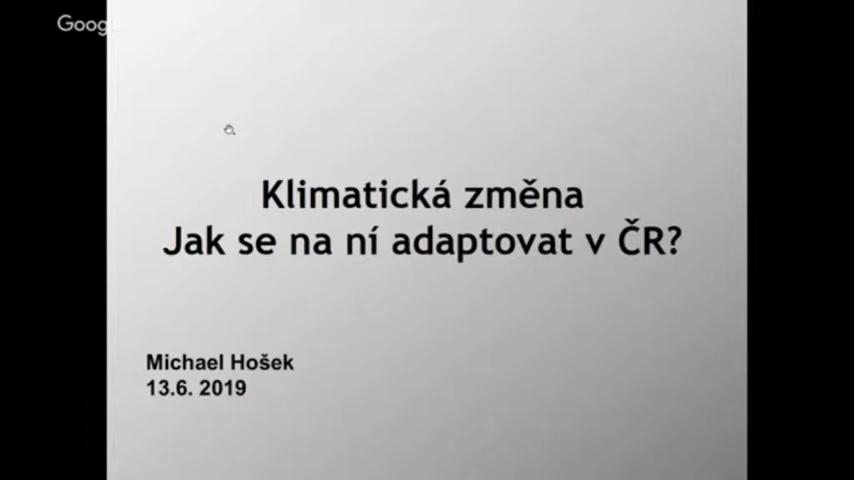 Klimatická změna
Jak se na ní adaptovat v ČR?
Michael Hošek
13.6. 2019